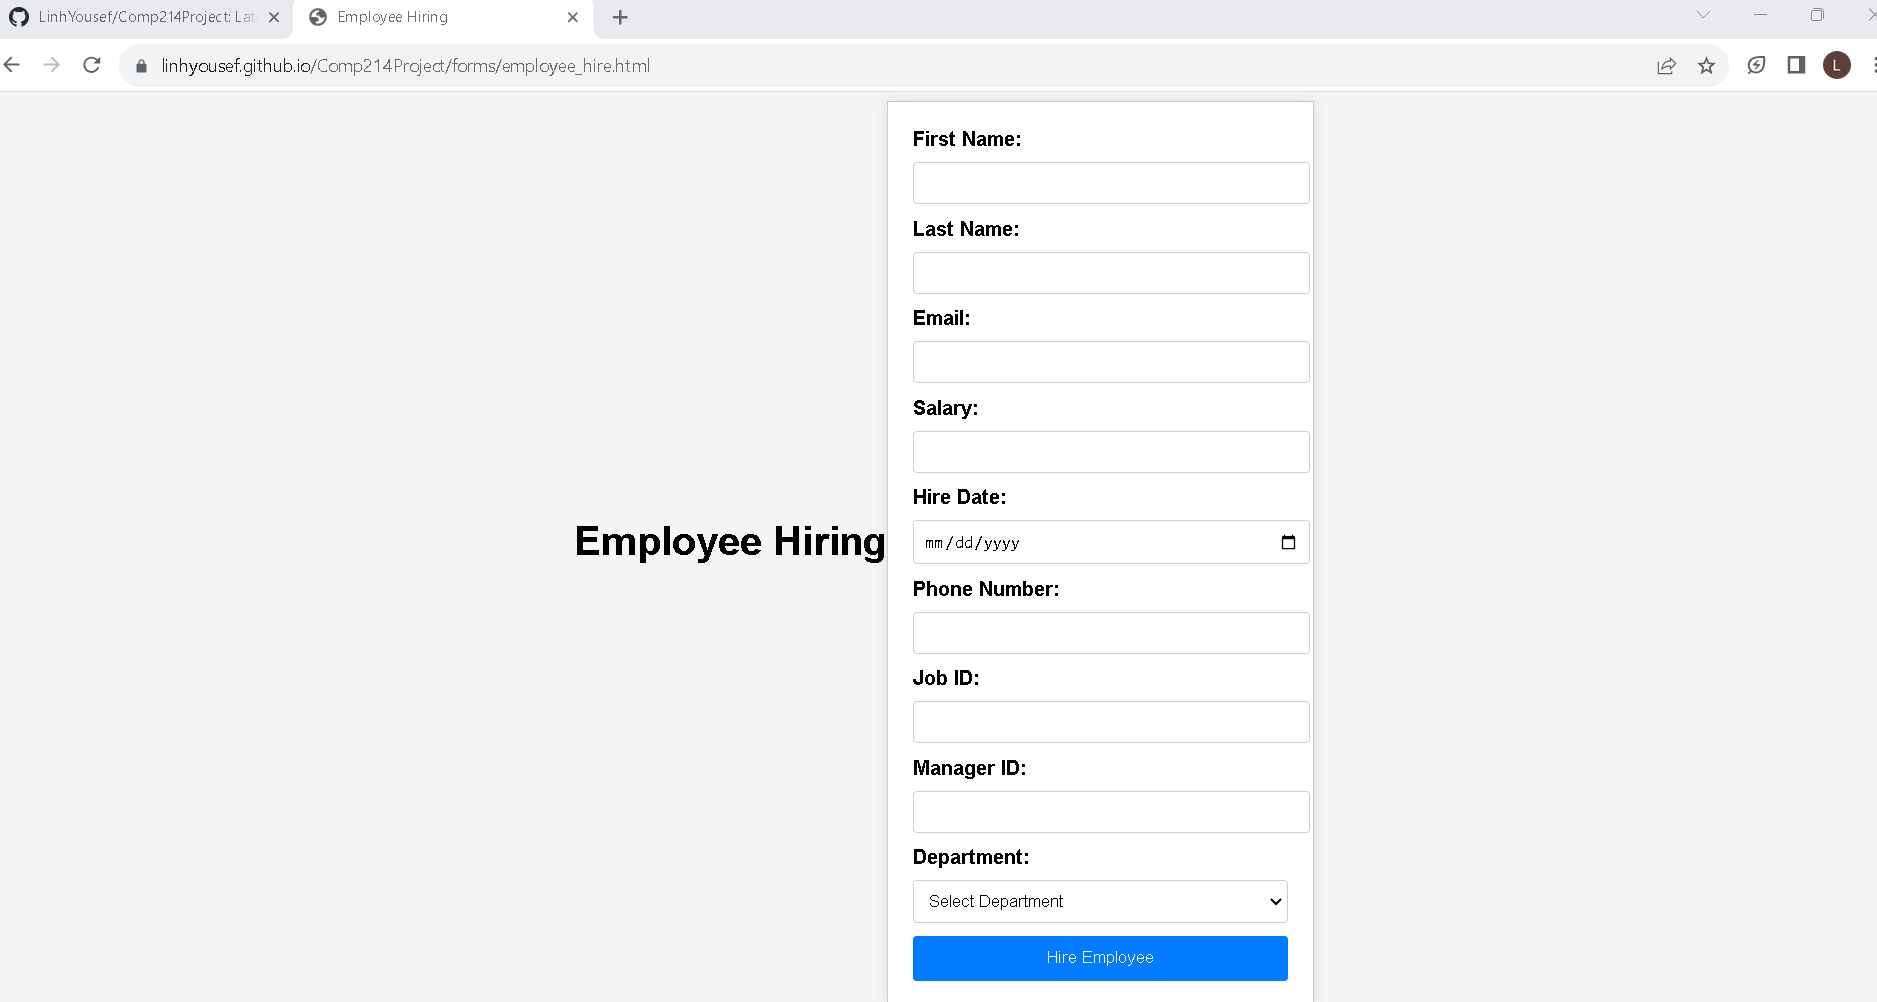 LinhYousef/Comp214Project: Lat
Employee Hiring
linhyousef.github.io/Comp214Project/forms/employee_hire.html
L
First Name:
Last Name:
Email:
Salary:
Hire Date:
Employee Hiring
mm/dd/yyyy
Phone Number:
Job ID:
Manager ID:
Department:
Select Department
Hire Employee